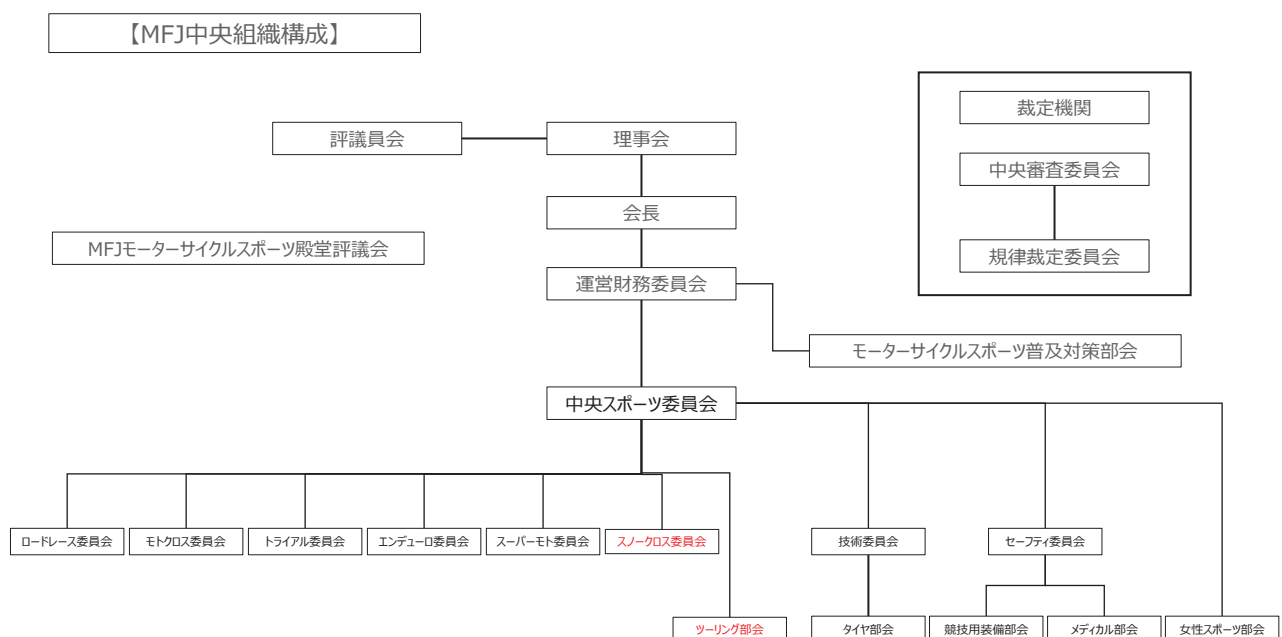 【MFJ中央組織構成】
裁定機関
評議員会
理事会
中央審査委員会
会長
MFJモーターサイクルスポーツ殿堂評議会
規律裁定委員会
運営財務委員会
モーターサイクルスポーツ普及対策部会
中央スポーツ委員会
ロードレース委員会
モトクロス委員会
トライアル委員会
エンデューロ委員会
スーパーモト委員会
スノークロス委員会
技術委員会
セーフティ委員会
ツーリング部会
タイヤ部会
競技用装備部会
メディカル部会
女性スポーツ部会